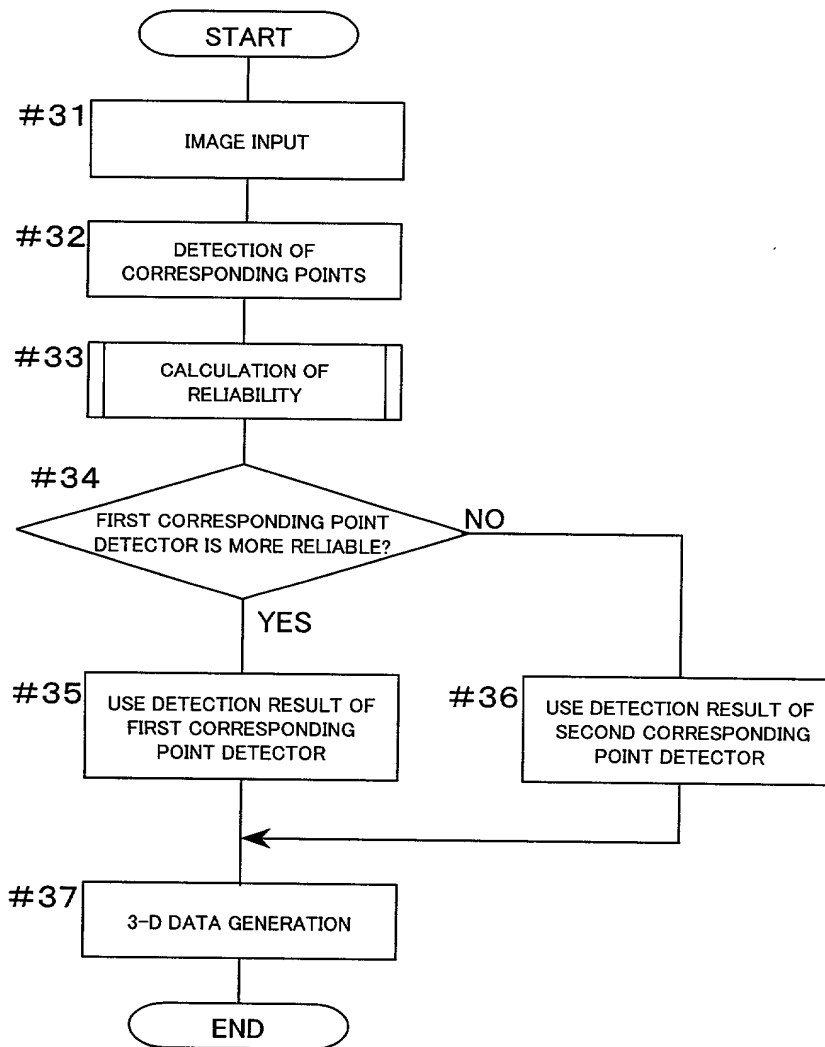 START
#31
IMAGE INPUT
#32
DETECTION OF
CORRESPONDING POINTS
#33
CALCULATION OF
RELIABILITY
#34
FIRST CORRESPONDING POINT
DETECTOR IS MORE RELIABLE?
NO
YES
#35
USE DETECTION RESULT OF
FIRST CORRESPONDING
POINT DETECTOR
#36
USE DETECTION RESULT OF
SECOND CORRESPONDING
POINT DETECTOR
#37
3-D DATA GENERATION
END